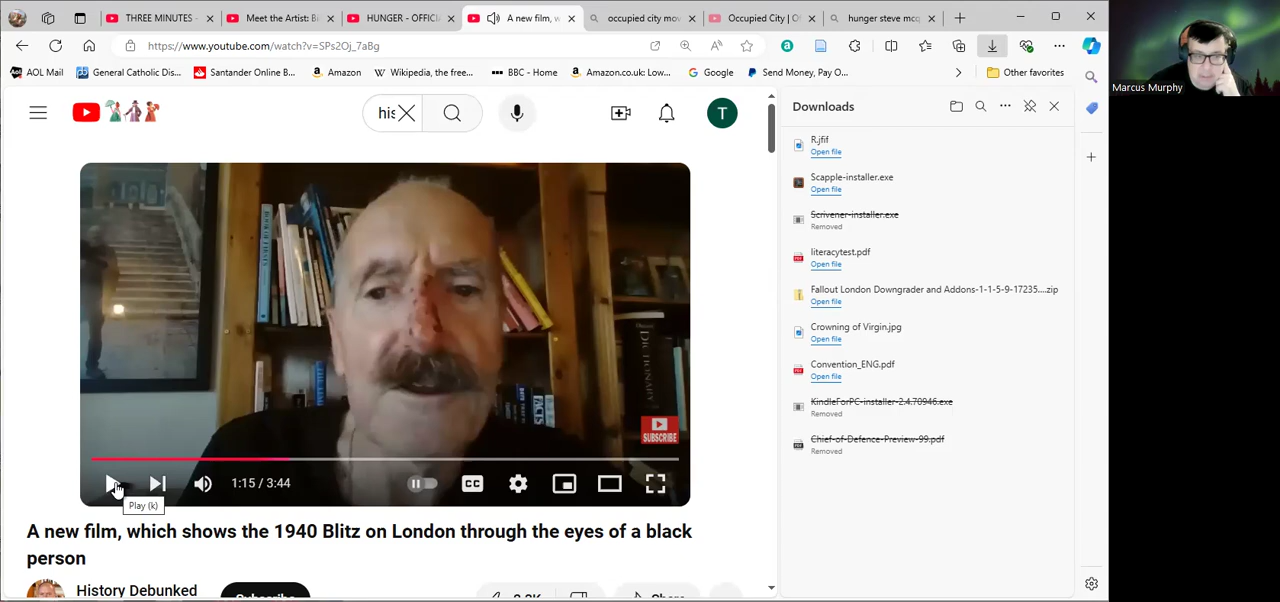 THREE MINUTES -
Meet the Artist:
HUNGER - OFFICI
A new film, w
occupied city mov
Occupied City | Of
hunger steve mcq
https://www.youtube.com/watch?v=SPs2Oj_7aBg
AOL Mail
General Catholic Dis...
Santander Online B...
Amazon
Wikipedia, the free...
BBC - Home
Amazon.co.uk: Low...
Google
Send Money, Pay O...
Other favorites
Marcus Murphy
his
T
Downloads
R.jfif
Open file
Scapple-installer.exe
Open file
Scrivener-installer.exe
Removed
literacytest.pdf
Open file
Fallout London Downgrader and Addons-1-1-5-9-17235....zip
Open file
Crowning of Virgin.jpg
Open file
Convention_ENG.pdf
Open file
KindleForPC-installer-2.4.70946.exe
Removed
Chief-of-Defence-Preview-99.pdf
Removed
DICTIONARY
FACTS
SUBSCRIBE
1:15 / 3:44
CC
Play (k)
A new film, which shows the 1940 Blitz on London through the eyes of a black
person
History Debunked
Subscribe
Share